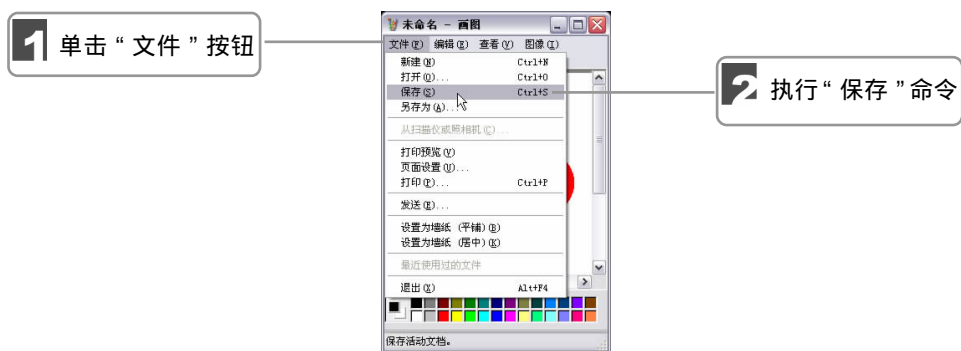 1 单击“文件”按钮
未命名 - 画图
文件(F) 编辑(E) 查看(V) 图像(I)
新建(N) Ctrl+N
打开(O)... Ctrl+O
保存(S) Ctrl+S
另存为(A)...
从扫描仪或照相机(C)...
打印预览(V)
页面设置(U)...
打印(P)... Ctrl+P
发送(E)...
设置为墙纸（平铺）(B)
设置为墙纸（居中）(K)
最近使用过的文件
退出(X) Alt+F4
保存活动文档。
2 执行“保存”命令